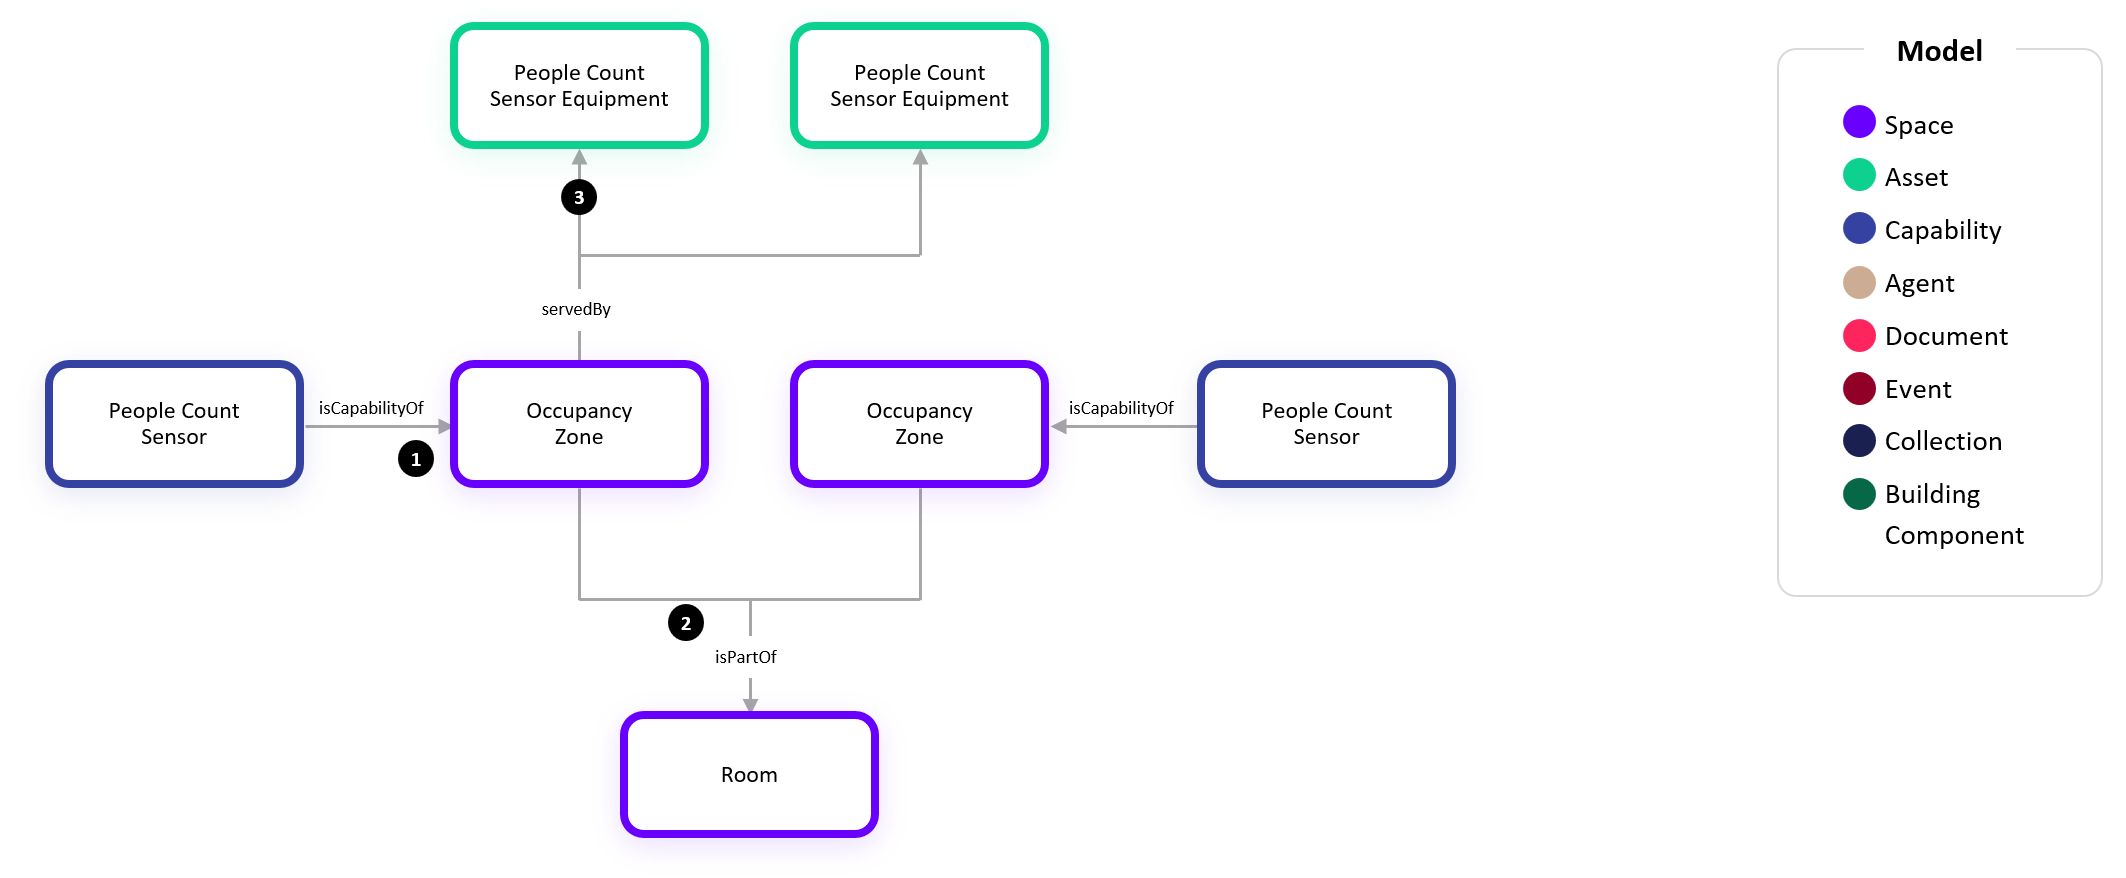 People Count
Sensor Equipment
People Count
Sensor Equipment
3
servedBy
People Count
Sensor
isCapabilityOf
1
Occupancy
Zone
Occupancy
Zone
isCapabilityOf
People Count
Sensor
2
isPartOf
Room
Model
Space
Asset
Capability
Agent
Document
Event
Collection
Building
Component